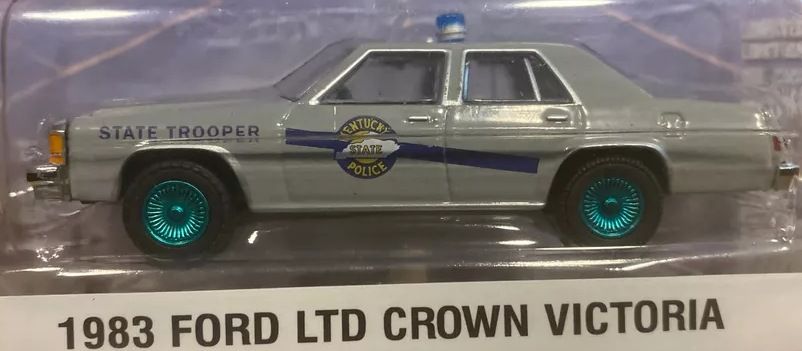 STATE TROOPER
KENTUCKY
STATE
POLICE
1983 FORD LTD CROWN VICTORIA